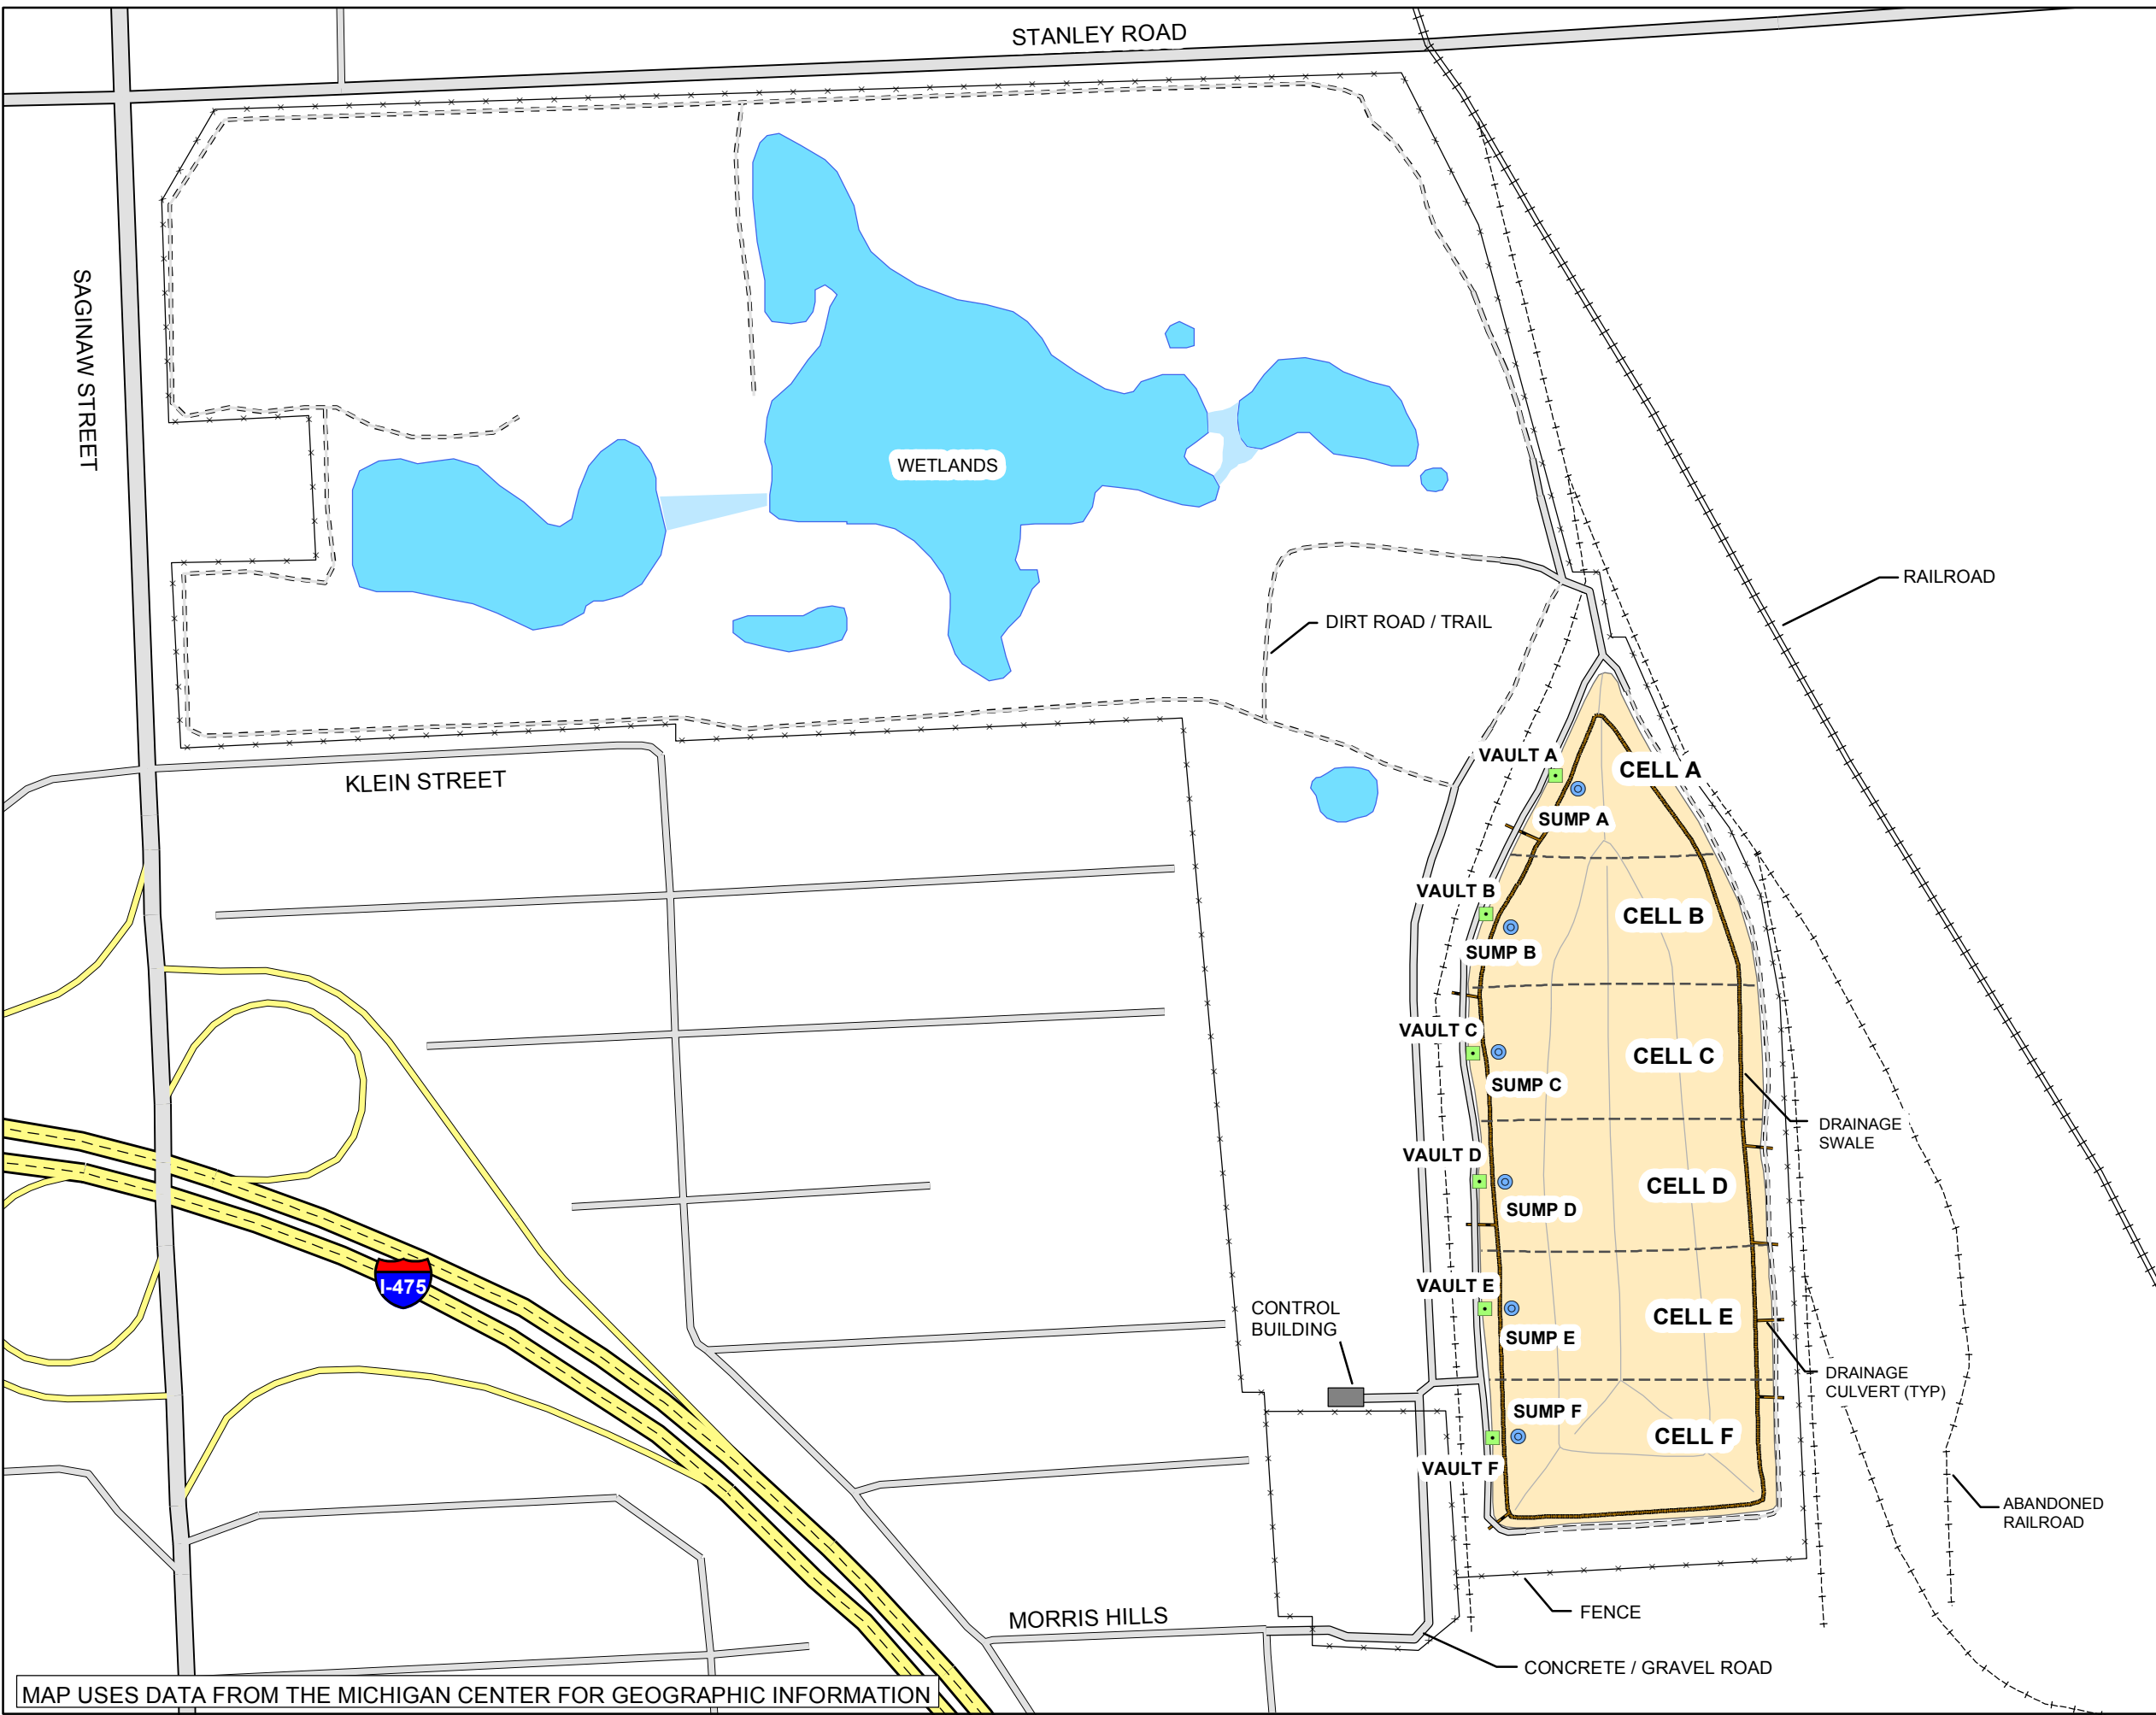 STANLEY ROAD
SAGINAW STREET
WETLANDS
RAILROAD
DIRT ROAD / TRAIL
VAULT A
CELL A
KLEIN STREET
SUMP A
VAULT B
CELL B
SUMP B
VAULT C
CELL C
SUMP C
DRAINAGE
SWALE
VAULT D
CELL D
SUMP D
I-475
VAULT E
CONTROL
BUILDING
CELL E
SUMP E
DRAINAGE
CULVERT (TYP)
SUMP F
CELL F
VAULT F
ABANDONED
RAILROAD
MORRIS HILLS
FENCE
CONCRETE / GRAVEL ROAD
MAP USES DATA FROM THE MICHIGAN CENTER FOR GEOGRAPHIC INFORMATION